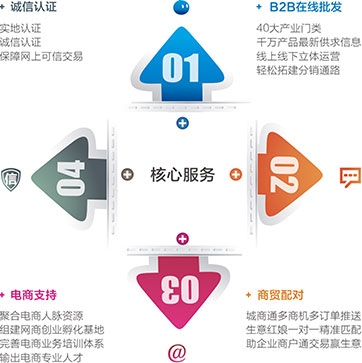 + 诚信认证
实地认证
诚信认证
保障网上可信交易
+ B2B在线批发
40大产业门类
千万产品最新供求信息
线上线下立体运营
轻松拓建分销通路
01
信
04
核心服务
02
03
+ 电商支持
聚合电商人脉资源
组建网商创业孵化基地
完善电商业务培训体系
输出电商专业人才
@
+ 商贸配对
城商通多商机多订单推送
生意红娘一对一精准匹配
助企业商户通交易赢生意